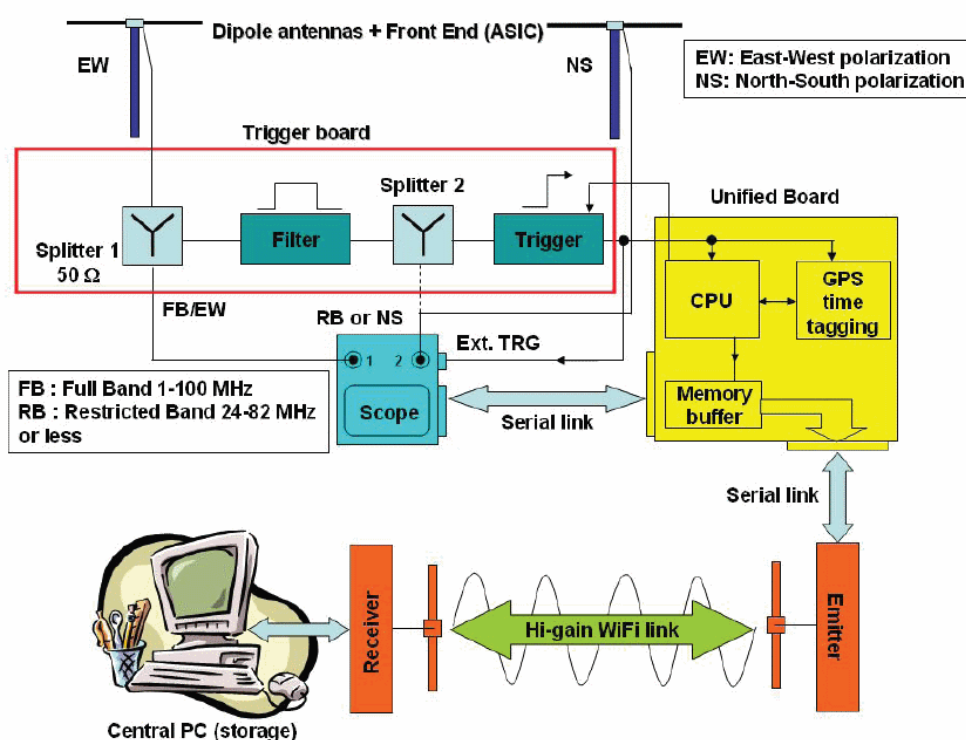 Dipole antennas + Front End (ASIC)
EW
NS
EW: East-West polarization
NS: North-South polarization
Trigger board
Splitter 2
Unified Board
Splitter 1
50 Ω
Filter
Trigger
CPU
GPS
time
tagging
FB/EW
RB or NS
Ext. TRG
1
2
Scope
FB : Full Band 1-100 MHz
RB : Restricted Band 24-82 MHz
or less
Serial link
Memory
buffer
Serial link
Receiver
Hi-gain WiFi link
Emitter
Central PC (storage)